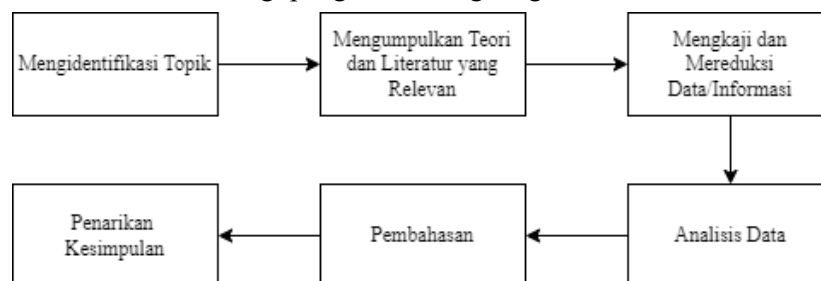 Mengidentifikasi Topik
Mengumpulkan Teori
dan Literatur yang
Relevan
Mengkaji dan
Mereduksi
Data/Informasi
Analisis Data
Pembahasan
Penarikan
Kesimpulan